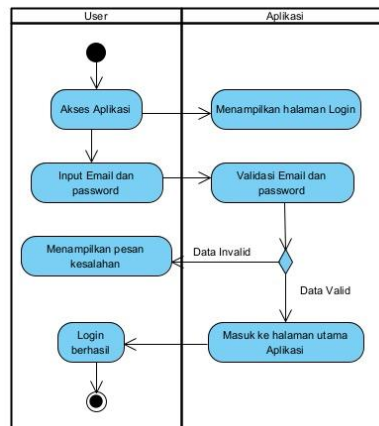 User
Aplikasi
Akses Aplikasi
Menampilkan halaman Login
Input Email dan
password
Validasi Email dan
password
Menampilkan pesan
kesalahan
Data Invalid
Data Valid
Login
berhasil
Masuk ke halaman utama
Aplikasi